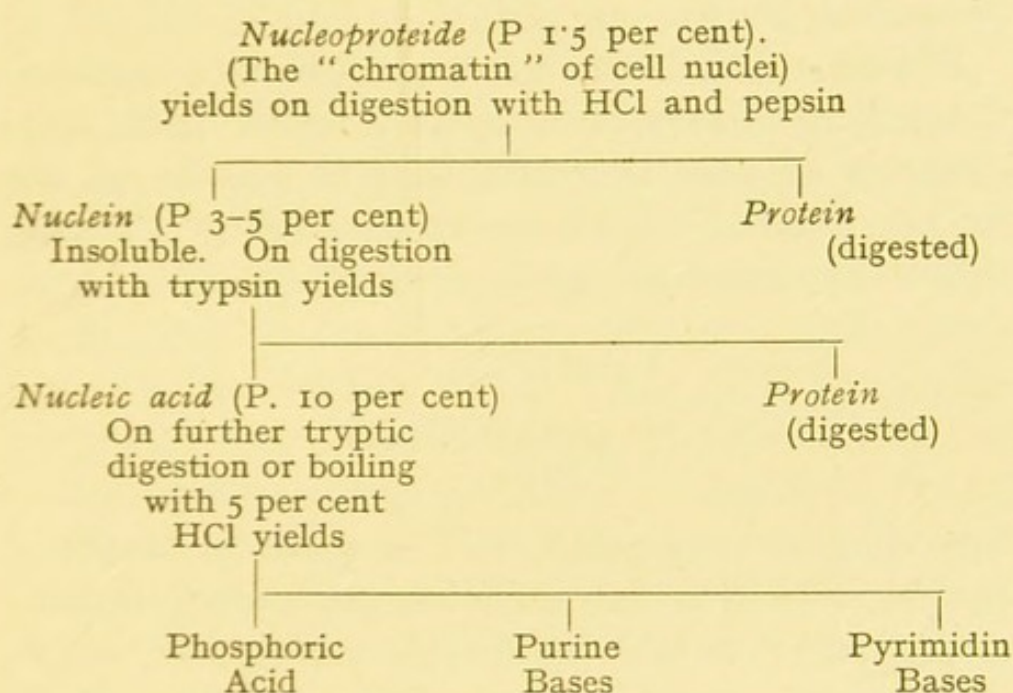 Nucleoproteide (P 1·5 per cent).
(The “ chromatin ” of cell nuclei)
yields on digestion with HCl and pepsin
Nuclein (P 3–5 per cent)
Insoluble. On digestion
with trypsin yields
Protein
(digested)
Nucleic acid (P. 10 per cent)
On further tryptic
digestion or boiling
with 5 per cent
HCl yields
Protein
(digested)
Phosphoric
Acid
Purine
Bases
Pyrimidin
Bases